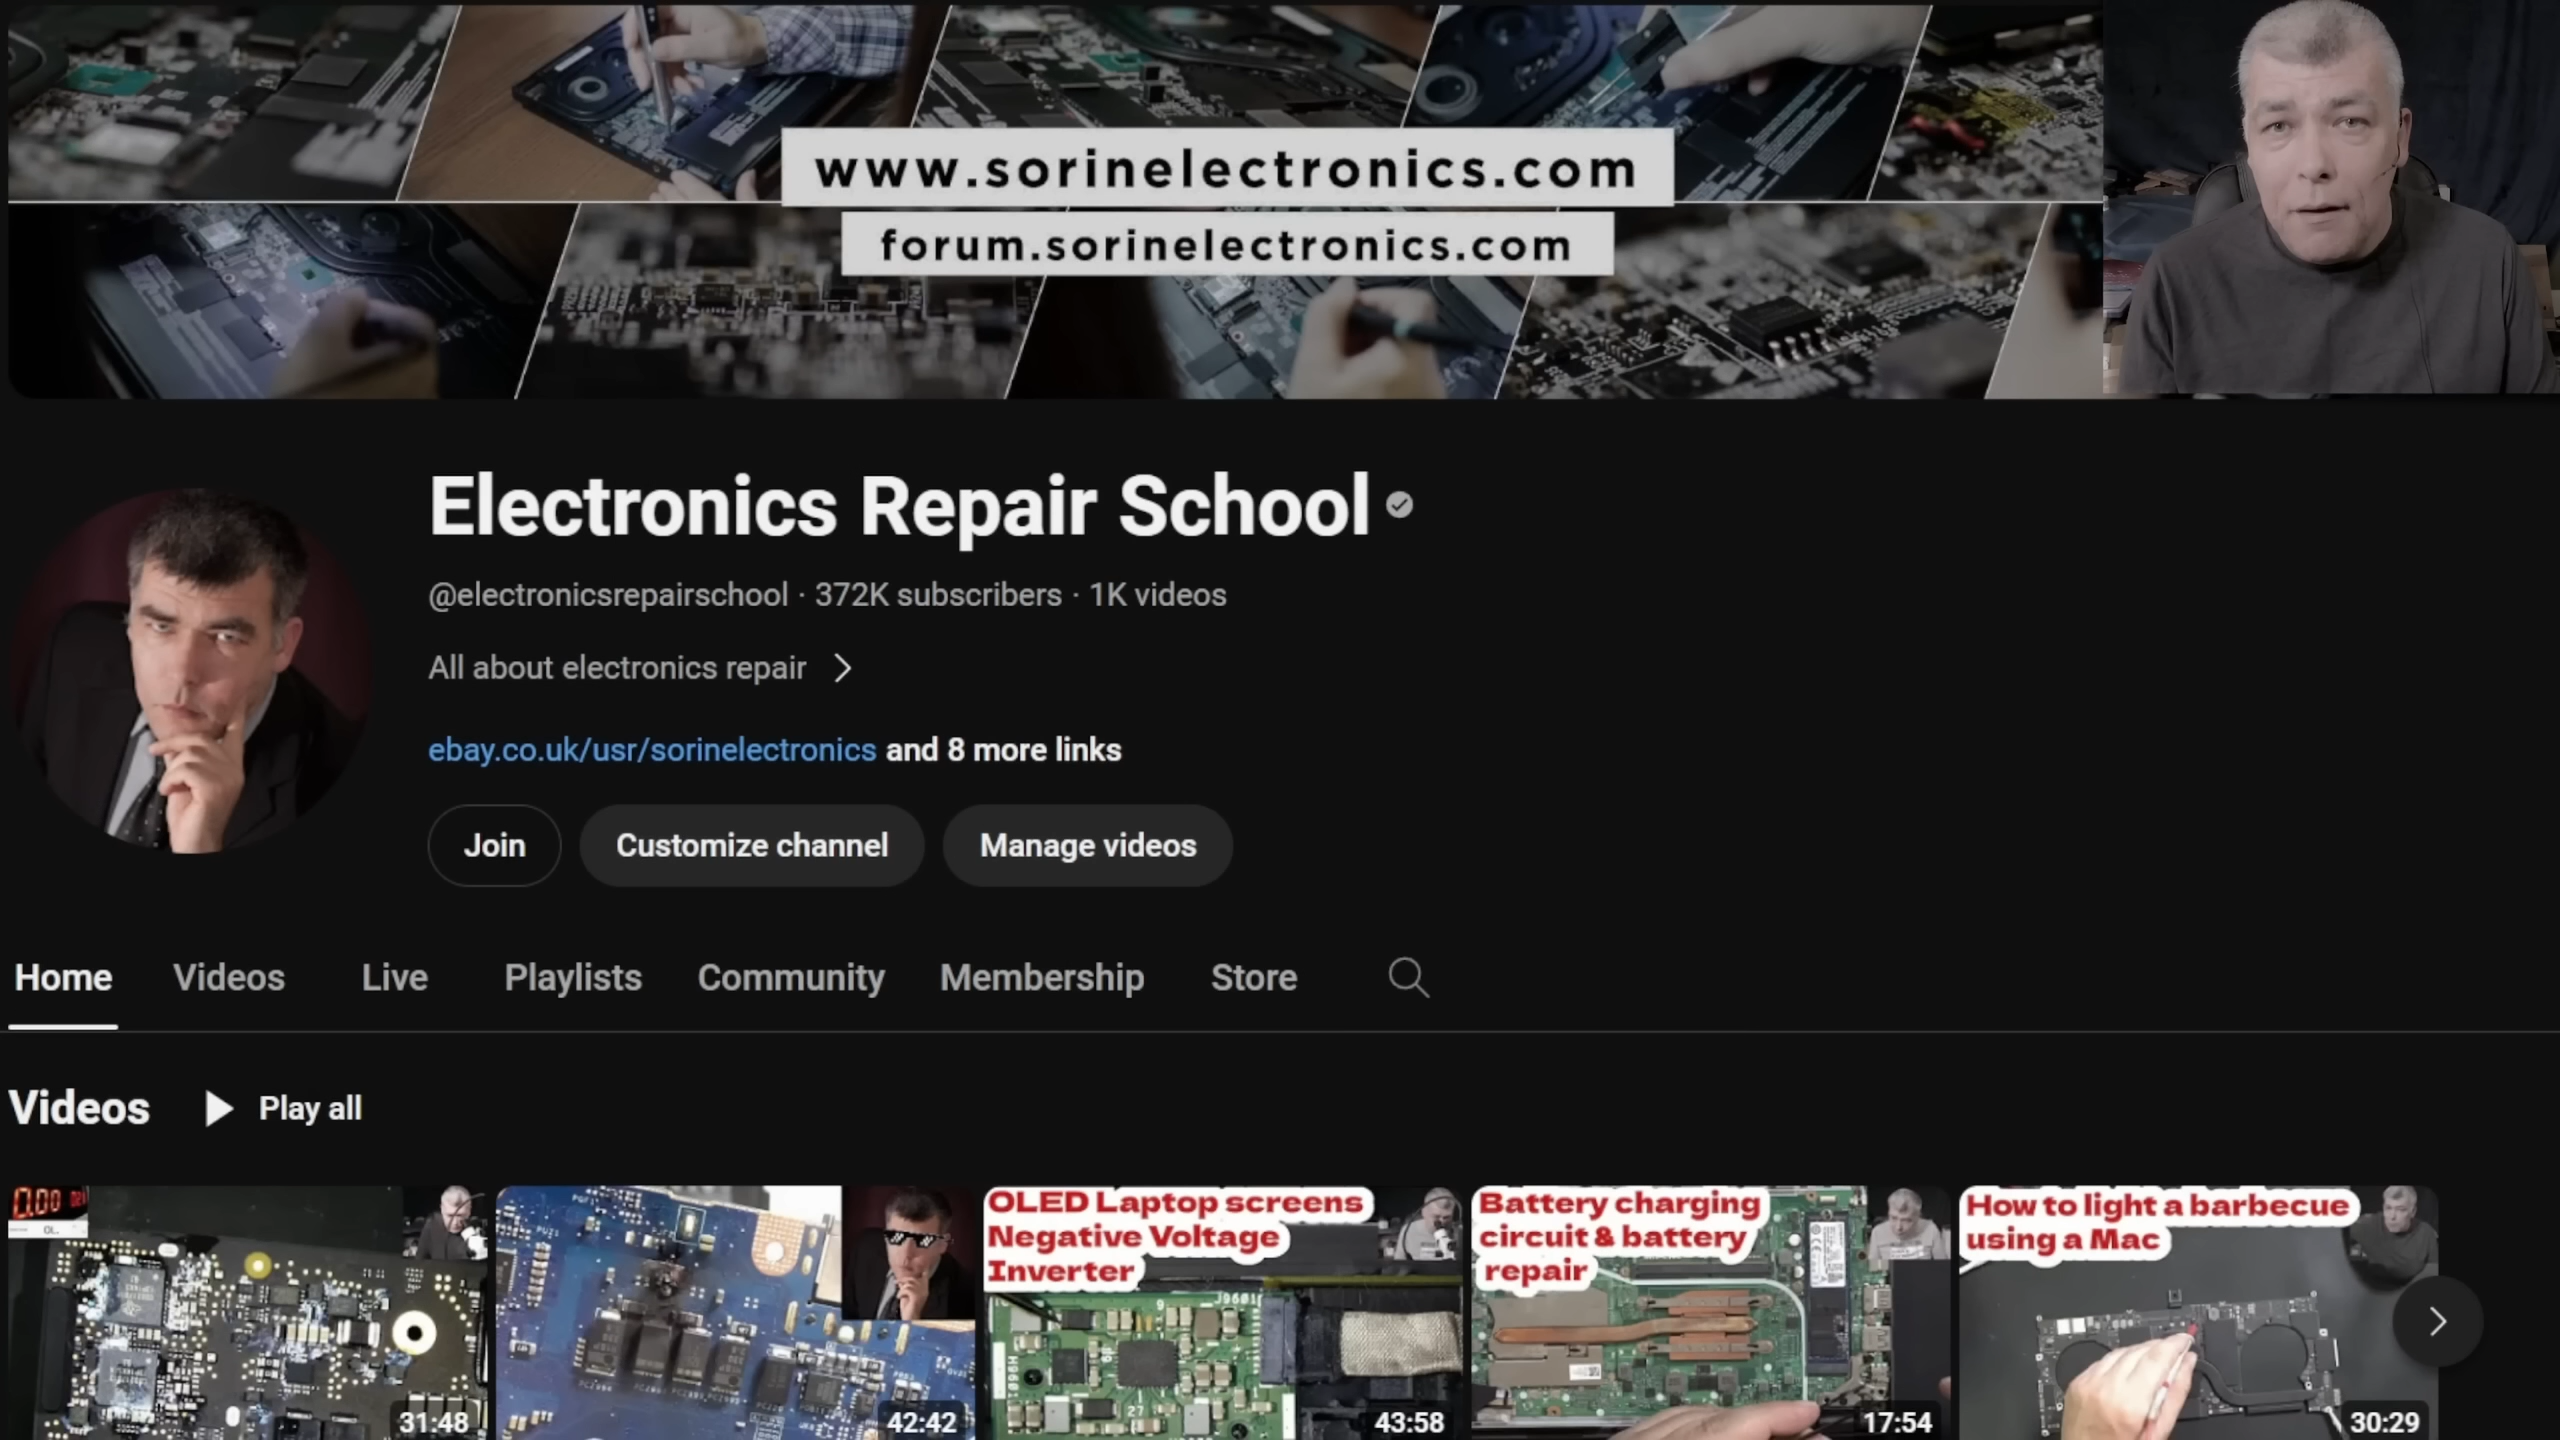 www.sorinelectronics.com
forum.sorinelectronics.com
Electronics Repair School
@electronicsrepairschool · 372K subscribers · 1K videos
All about electronics repair
ebay.co.uk/usr/sorinelectronics and 8 more links
Join Customize channel Manage videos
Home Videos Live Playlists Community Membership Store
Videos Play all
0.00
31:48
42:42
OLED Laptop screens
Negative Voltage
Inverter
43:58
Battery charging
circuit & battery
repair
17:54
How to light a barbecue
using a Mac
30:29